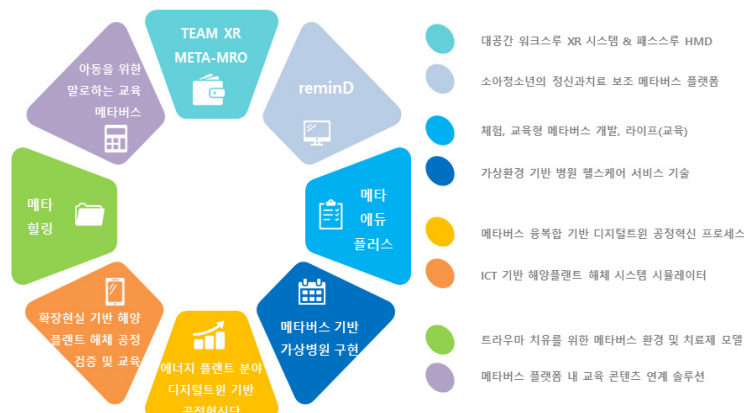 TEAM XR
META-MRO
reminD
메타
에듀
플러스
메타버스 기반
가상병원 구현
에너지 플랜트 분야
디지털트윈 기반
공정혁신단
확장현실 기반 해양
플랜트 해체 공정
검증 및 교육
메타
힐링
아동을 위한
말로하는 교육
메타버스
대공간 워크스루 XR 시스템 & 패스스루 HMD
소아청소년의 정신과치료 보조 메타버스 플랫폼
체험, 교육형 메타버스 개발, 라이프(교육)
가상환경 기반 병원 헬스케어 서비스 기술
메타버스 융복합 기반 디지털트윈 공정혁신 프로세스
ICT 기반 해양플랜트 해체 시스템 시뮬레이터
트라우마 치유를 위한 메타버스 환경 및 치료제 모델
메타버스 플랫폼 내 교육 콘텐츠 연계 솔루션